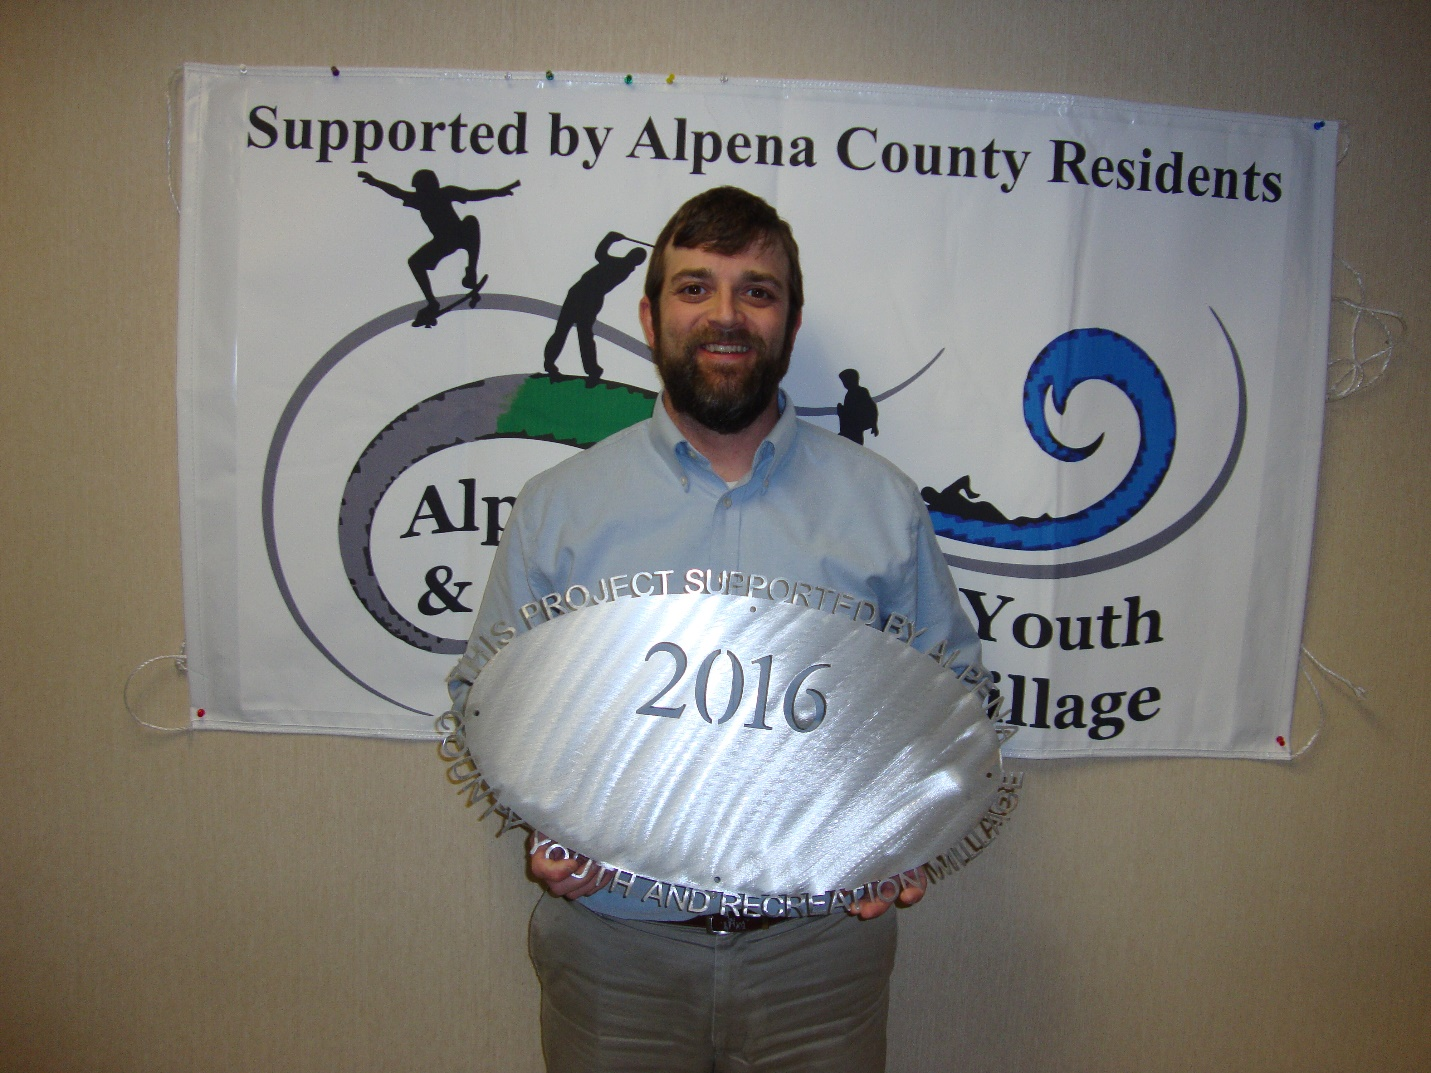 Supported by Alpena County Residents
Alp
& Youth
illage
THIS PROJECT SUPPORTED BY ALPENA
2016
COUNTY YOUTH AND RECREATION MILLAGE